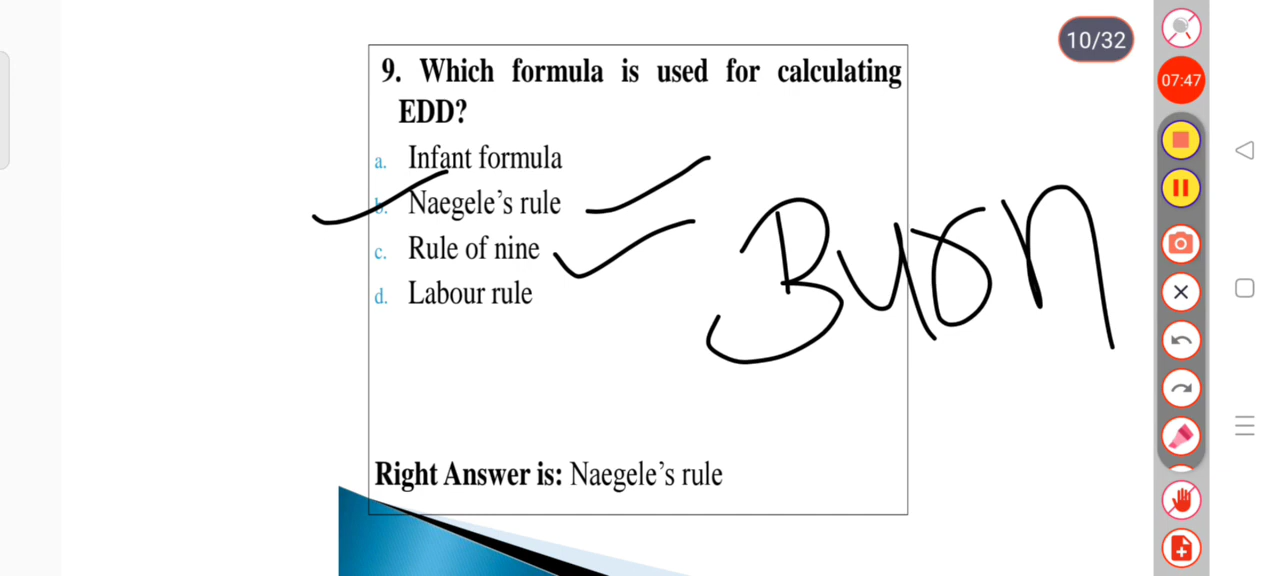 10/32
07:47
9. Which formula is used for calculating
EDD?
a. Infant formula
b. Naegele's rule
c. Rule of nine
d. Labour rule
Burn
Right Answer is: Naegele's rule